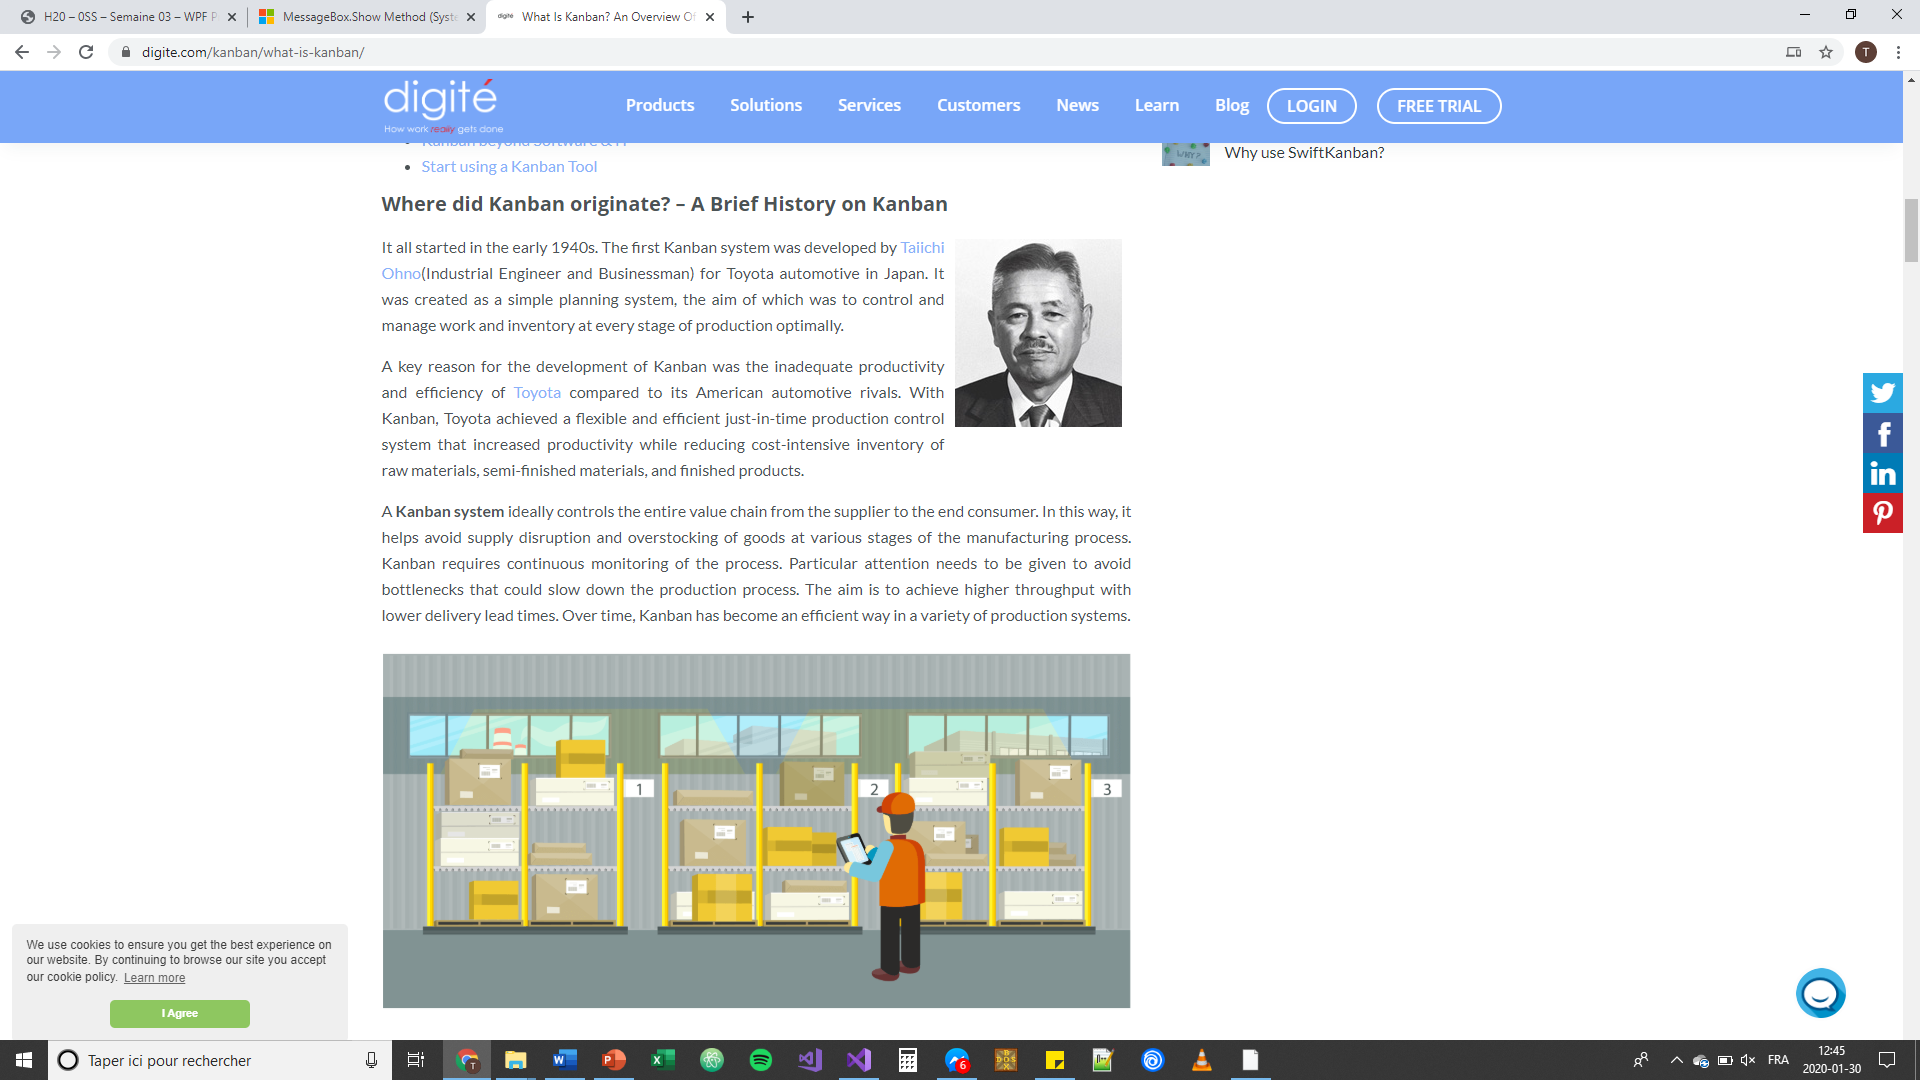 H20 – 0SS – Semaine 03 – WPF P
MessageBox.Show Method (Syste
digité What Is Kanban? An Overview Of
digite.com/kanban/what-is-kanban/
T
digité
How work really gets done
Products Solutions Services Customers News Learn Blog LOGIN FREE TRIAL
Kanban beyond Software & IT
Start using a Kanban Tool
WHY?
Why use SwiftKanban?
Where did Kanban originate? – A Brief History on Kanban
It all started in the early 1940s. The first Kanban system was developed by Taiichi
Ohno(Industrial Engineer and Businessman) for Toyota automotive in Japan. It
was created as a simple planning system, the aim of which was to control and
manage work and inventory at every stage of production optimally.
A key reason for the development of Kanban was the inadequate productivity
and efficiency of Toyota compared to its American automotive rivals. With
Kanban, Toyota achieved a flexible and efficient just-in-time production control
system that increased productivity while reducing cost-intensive inventory of
raw materials, semi-finished materials, and finished products.
A Kanban system ideally controls the entire value chain from the supplier to the end consumer. In this way, it
helps avoid supply disruption and overstocking of goods at various stages of the manufacturing process.
Kanban requires continuous monitoring of the process. Particular attention needs to be given to avoid
bottlenecks that could slow down the production process. The aim is to achieve higher throughput with
lower delivery lead times. Over time, Kanban has become an efficient way in a variety of production systems.
1 2 3
We use cookies to ensure you get the best experience on
our website. By continuing to browse our site you accept
our cookie policy. Learn more
I Agree
Taper ici pour rechercher
6
FRA
12:45
2020-01-30